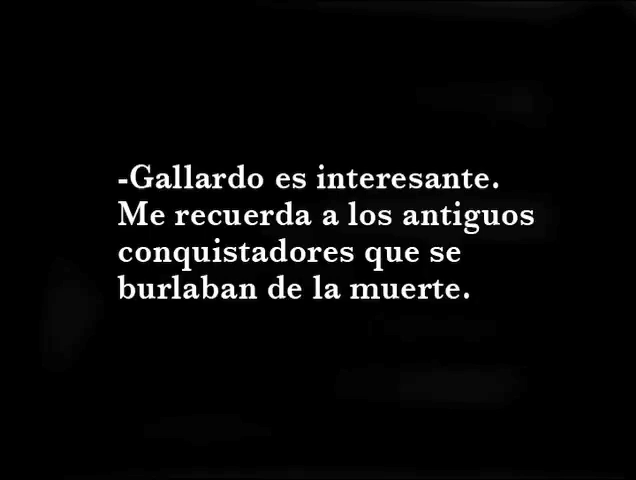 -Gallardo es interesante.
Me recuerda a los antiguos
conquistadores que se
burlaban de la muerte.